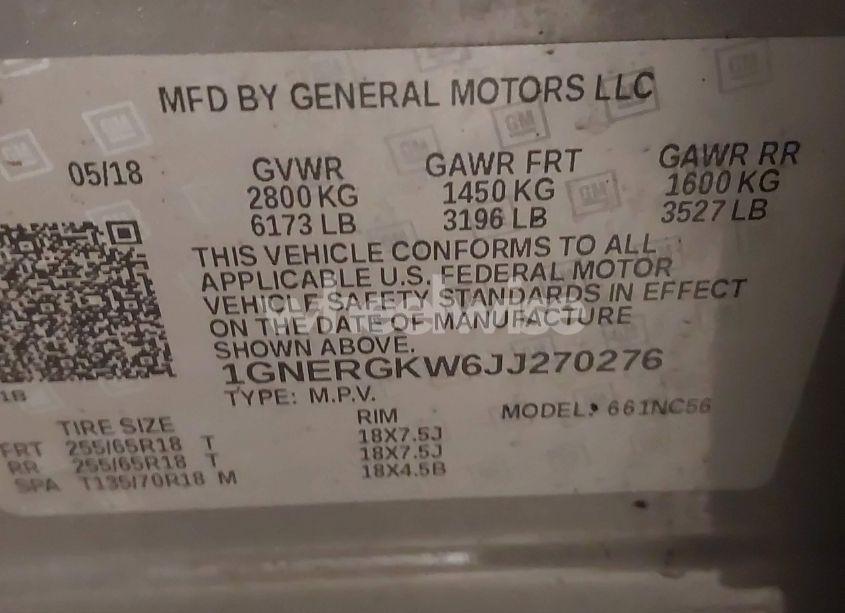 MFD BY GENERAL MOTORS LLC
05/18 GVWR GAWR FRT GAWR RR
2800 KG 1450 KG 1600 KG
6173 LB 3196 LB 3527 LB
THIS VEHICLE CONFORMS TO ALL
APPLICABLE U.S. FEDERAL MOTOR
VEHICLE SAFETY STANDARDS IN EFFECT
ON THE DATE OF MANUFACTURE
SHOWN ABOVE.
1GNERGKW6JJ270276
TYPE: M.P.V. MODEL: 661NC56
TIRE SIZE RIM
FRT 255/65R18 T 18X7.5J
RR 255/65R18 T 18X7.5J
SPA T135/70R18 M 18X4.5B